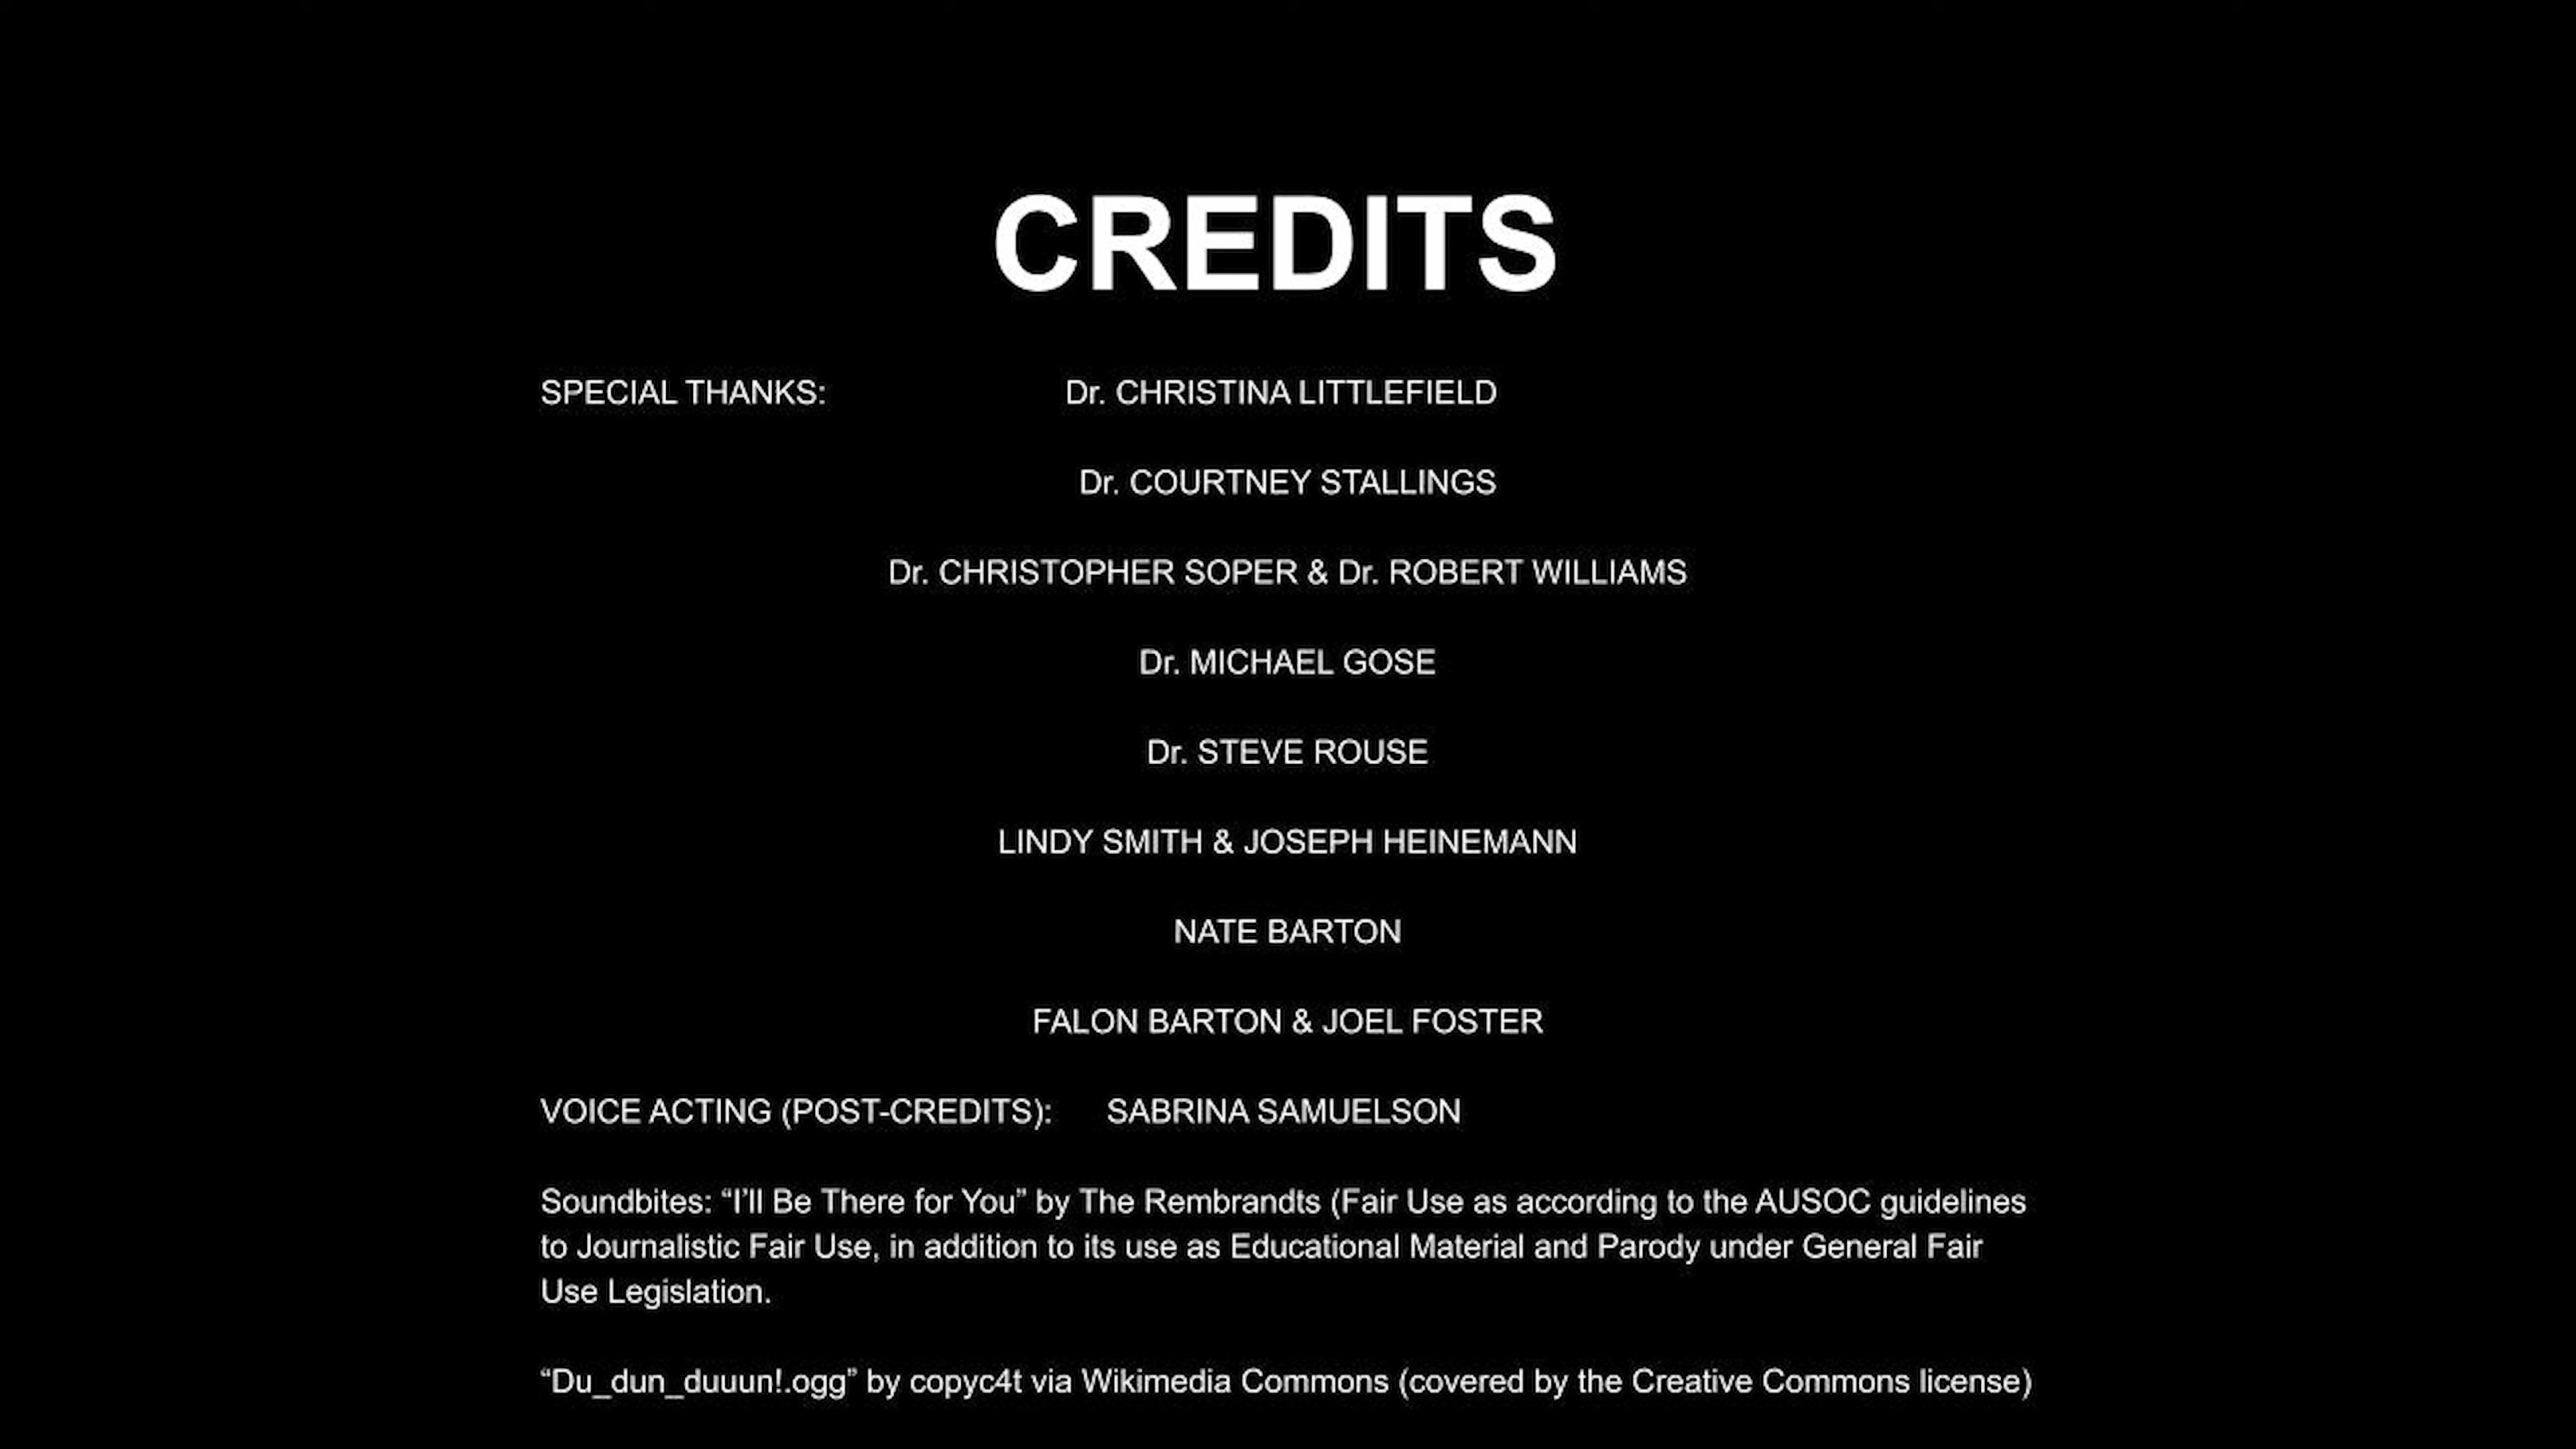 CREDITS
SPECIAL THANKS: Dr. CHRISTINA LITTLEFIELD
Dr. COURTNEY STALLINGS
Dr. CHRISTOPHER SOPER & Dr. ROBERT WILLIAMS
Dr. MICHAEL GOSE
Dr. STEVE ROUSE
LINDY SMITH & JOSEPH HEINEMANN
NATE BARTON
FALON BARTON & JOEL FOSTER
VOICE ACTING (POST-CREDITS): SABRINA SAMUELSON
Soundbites: “I’ll Be There for You” by The Rembrandts (Fair Use as according to the AUSOC guidelines
to Journalistic Fair Use, in addition to its use as Educational Material and Parody under General Fair
Use Legislation.
“Du_dun_duuun!.ogg” by copyc4t via Wikimedia Commons (covered by the Creative Commons license)